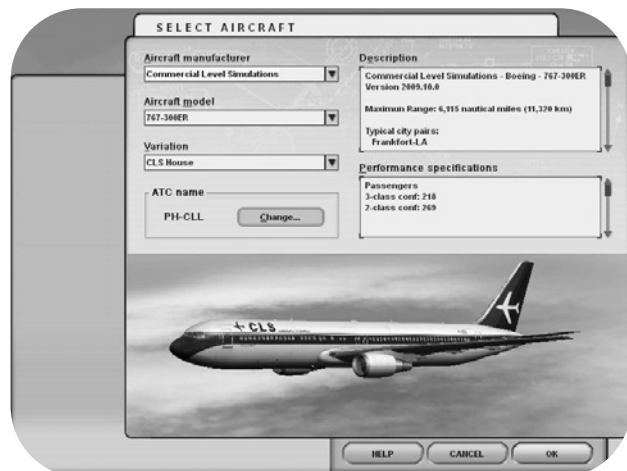 SELECT AIRCRAFT
Aircraft manufacturer
Commercial Level Simulations
Aircraft model
767-300ER
Variation
CLS House
ATC name
PH-CLL
Change...
Description
Commercial Level Simulations - Boeing - 767-300ER
Version 2009.10.0
Maximun Range: 6,115 nautical miles (11,320 km)
Typical city pairs:
Frankfort-LA
Performance specifications
Passengers
3-class conf: 218
2-class conf: 269
CLS
HELP
CANCEL
OK